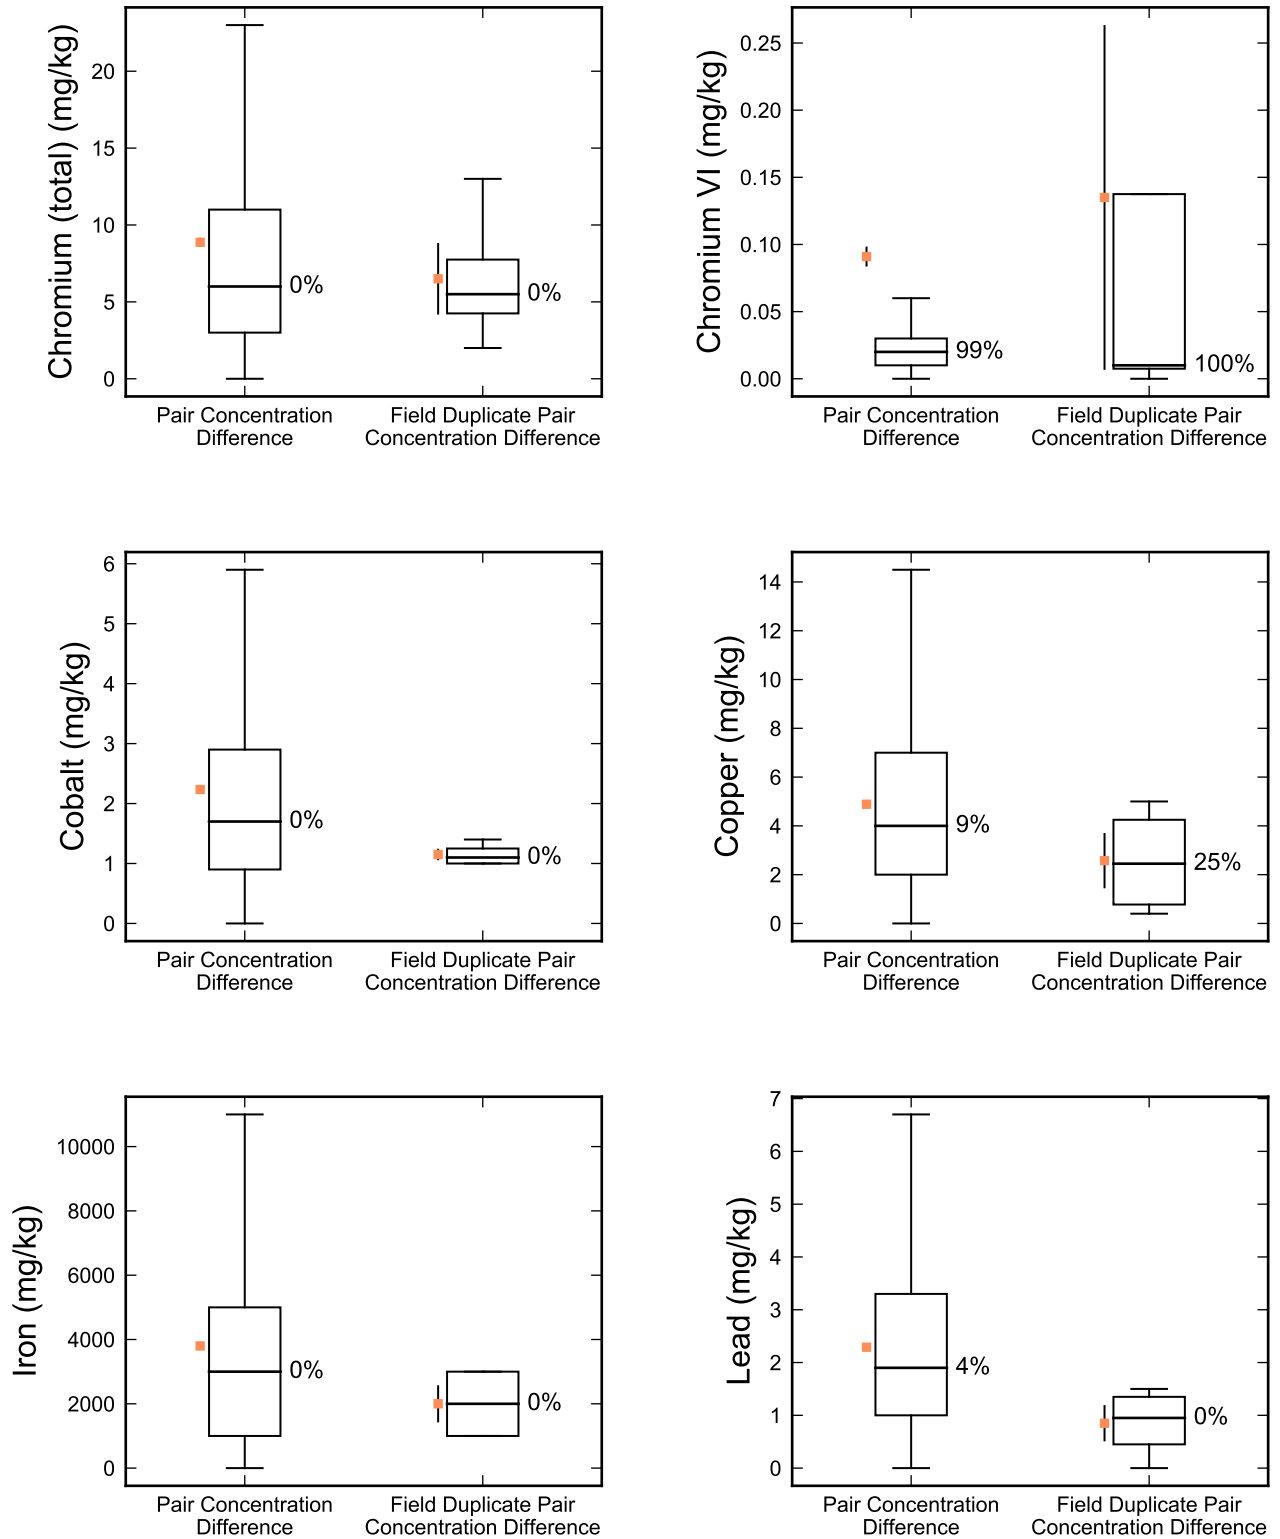 Chromium (total) (mg/kg)
20
15
10
5
0
0%
0%
Pair Concentration
Difference
Field Duplicate Pair
Concentration Difference
Chromium VI (mg/kg)
0.25
0.20
0.15
0.10
0.05
0.00
99%
100%
Pair Concentration
Difference
Field Duplicate Pair
Concentration Difference
Cobalt (mg/kg)
6
5
4
3
2
1
0
0%
0%
Pair Concentration
Difference
Field Duplicate Pair
Concentration Difference
Copper (mg/kg)
14
12
10
8
6
4
2
0
9%
25%
Pair Concentration
Difference
Field Duplicate Pair
Concentration Difference
Iron (mg/kg)
10000
8000
6000
4000
2000
0
0%
0%
Pair Concentration
Difference
Field Duplicate Pair
Concentration Difference
Lead (mg/kg)
7
6
5
4
3
2
1
0
4%
0%
Pair Concentration
Difference
Field Duplicate Pair
Concentration Difference